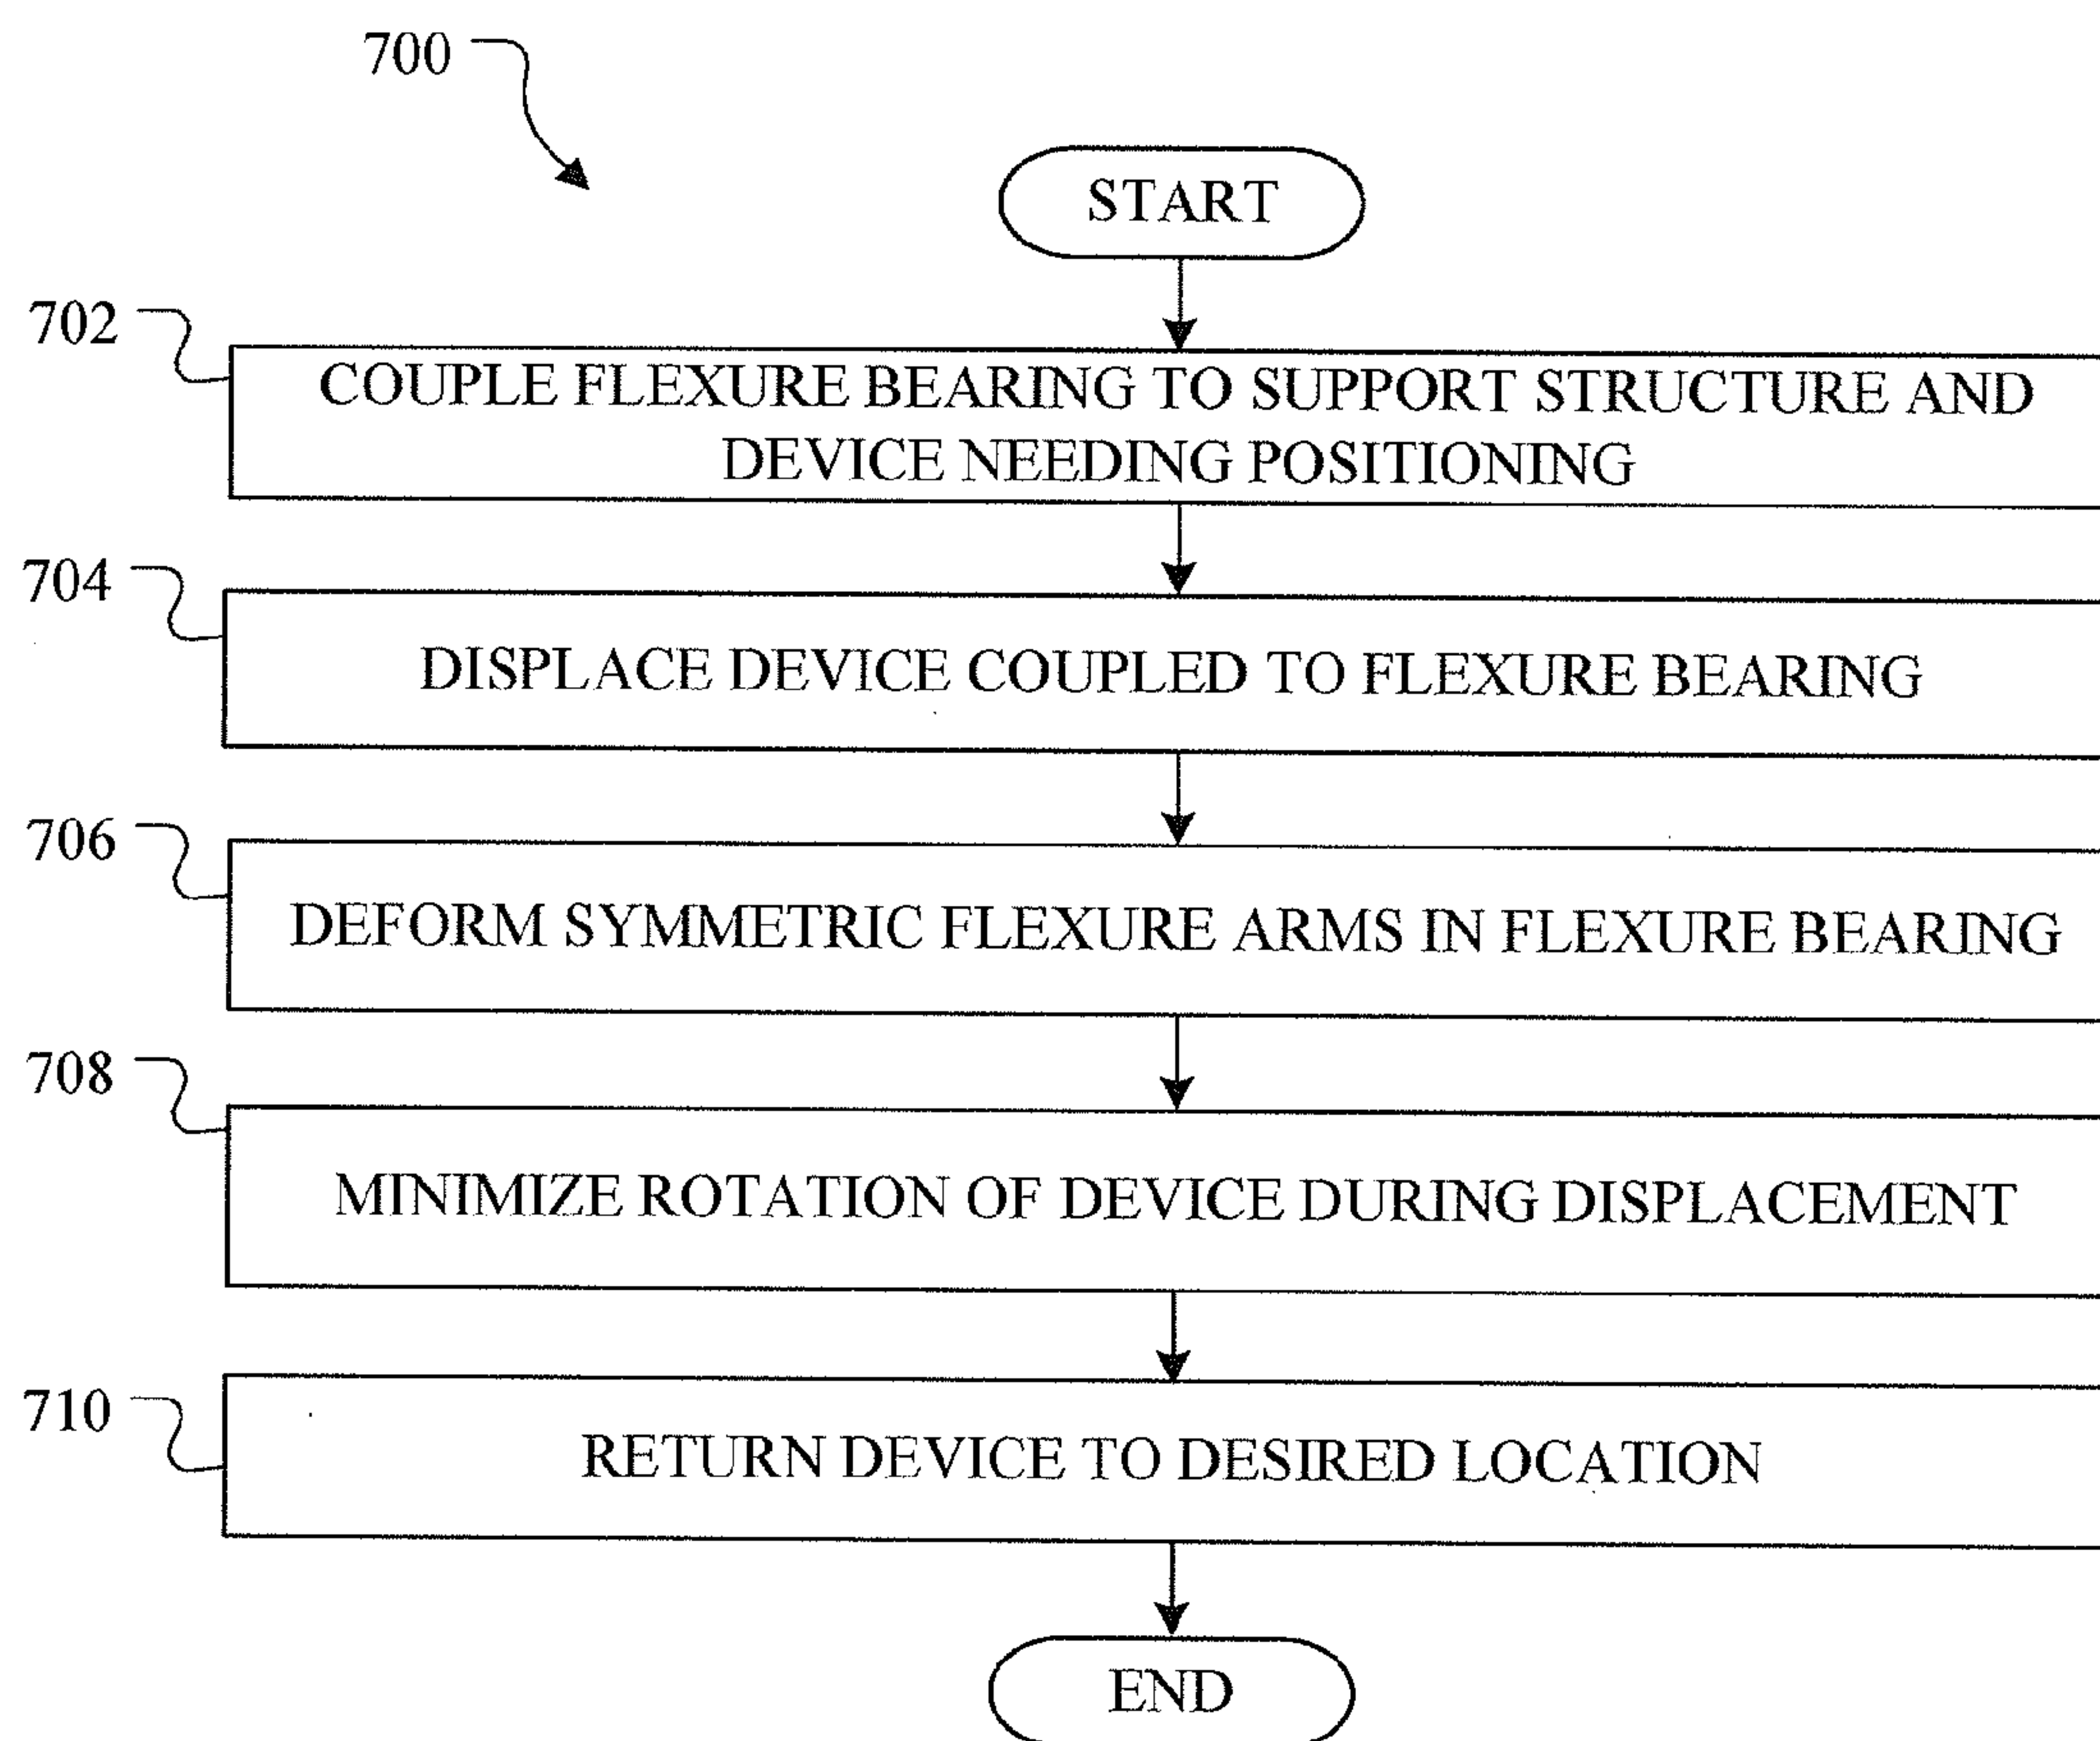 700
START
702
COUPLE FLEXURE BEARING TO SUPPORT STRUCTURE AND
DEVICE NEEDING POSITIONING
704
DISPLACE DEVICE COUPLED TO FLEXURE BEARING
706
DEFORM SYMMETRIC FLEXURE ARMS IN FLEXURE BEARING
708
MINIMIZE ROTATION OF DEVICE DURING DISPLACEMENT
710
RETURN DEVICE TO DESIRED LOCATION
END